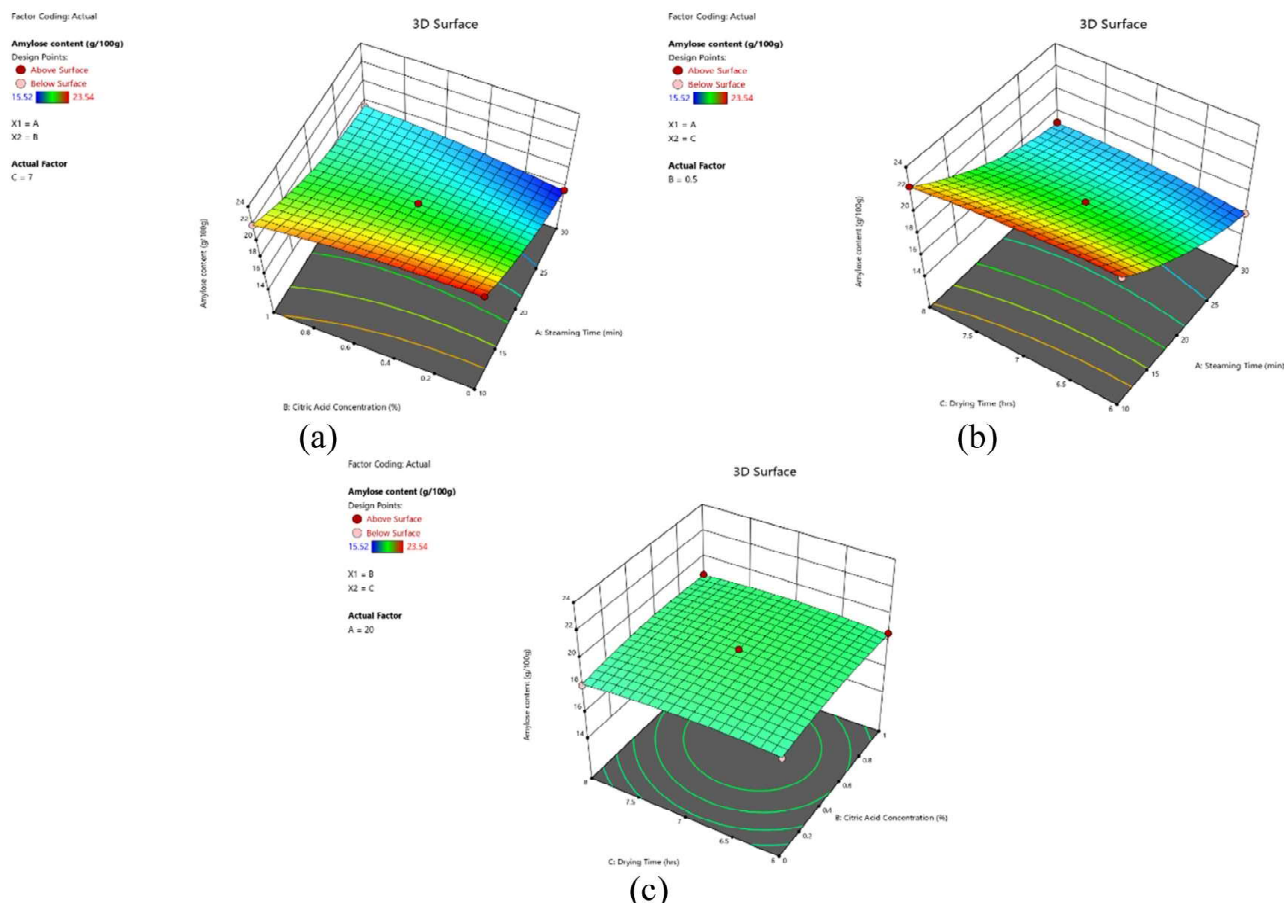 Factor Coding: Actual
3D Surface
Amylose content (g/100g)
Design Points:
Above Surface
Below Surface
15.52 23.54
X1 = A
X2 = B
Actual Factor
C = 7
Amylose content (g/100g)
24
22
20
18
16
14
1
0.8
0.6
0.4
0.2
0
10
15
20
25
30
A: Steaming Time (min)
B: Citric Acid Concentration (%)
(a)
Factor Coding: Actual
3D Surface
Amylose content (g/100g)
Design Points:
Above Surface
Below Surface
15.52 23.54
X1 = A
X2 = C
Actual Factor
B = 0.5
Amylose content (g/100g)
24
22
20
18
16
14
8
7.5
7
6.5
6
10
15
20
25
30
A: Steaming Time (min)
C: Drying Time (hrs)
(b)
Factor Coding: Actual
3D Surface
Amylose content (g/100g)
Design Points:
Above Surface
Below Surface
15.52 23.54
X1 = B
X2 = C
Actual Factor
A = 20
Amylose content (g/100g)
24
22
20
18
16
14
8
7.5
7
6.5
6
0
0.2
0.4
0.6
0.8
1
B: Citric Acid Concentration (%)
C: Drying Time (hrs)
(c)